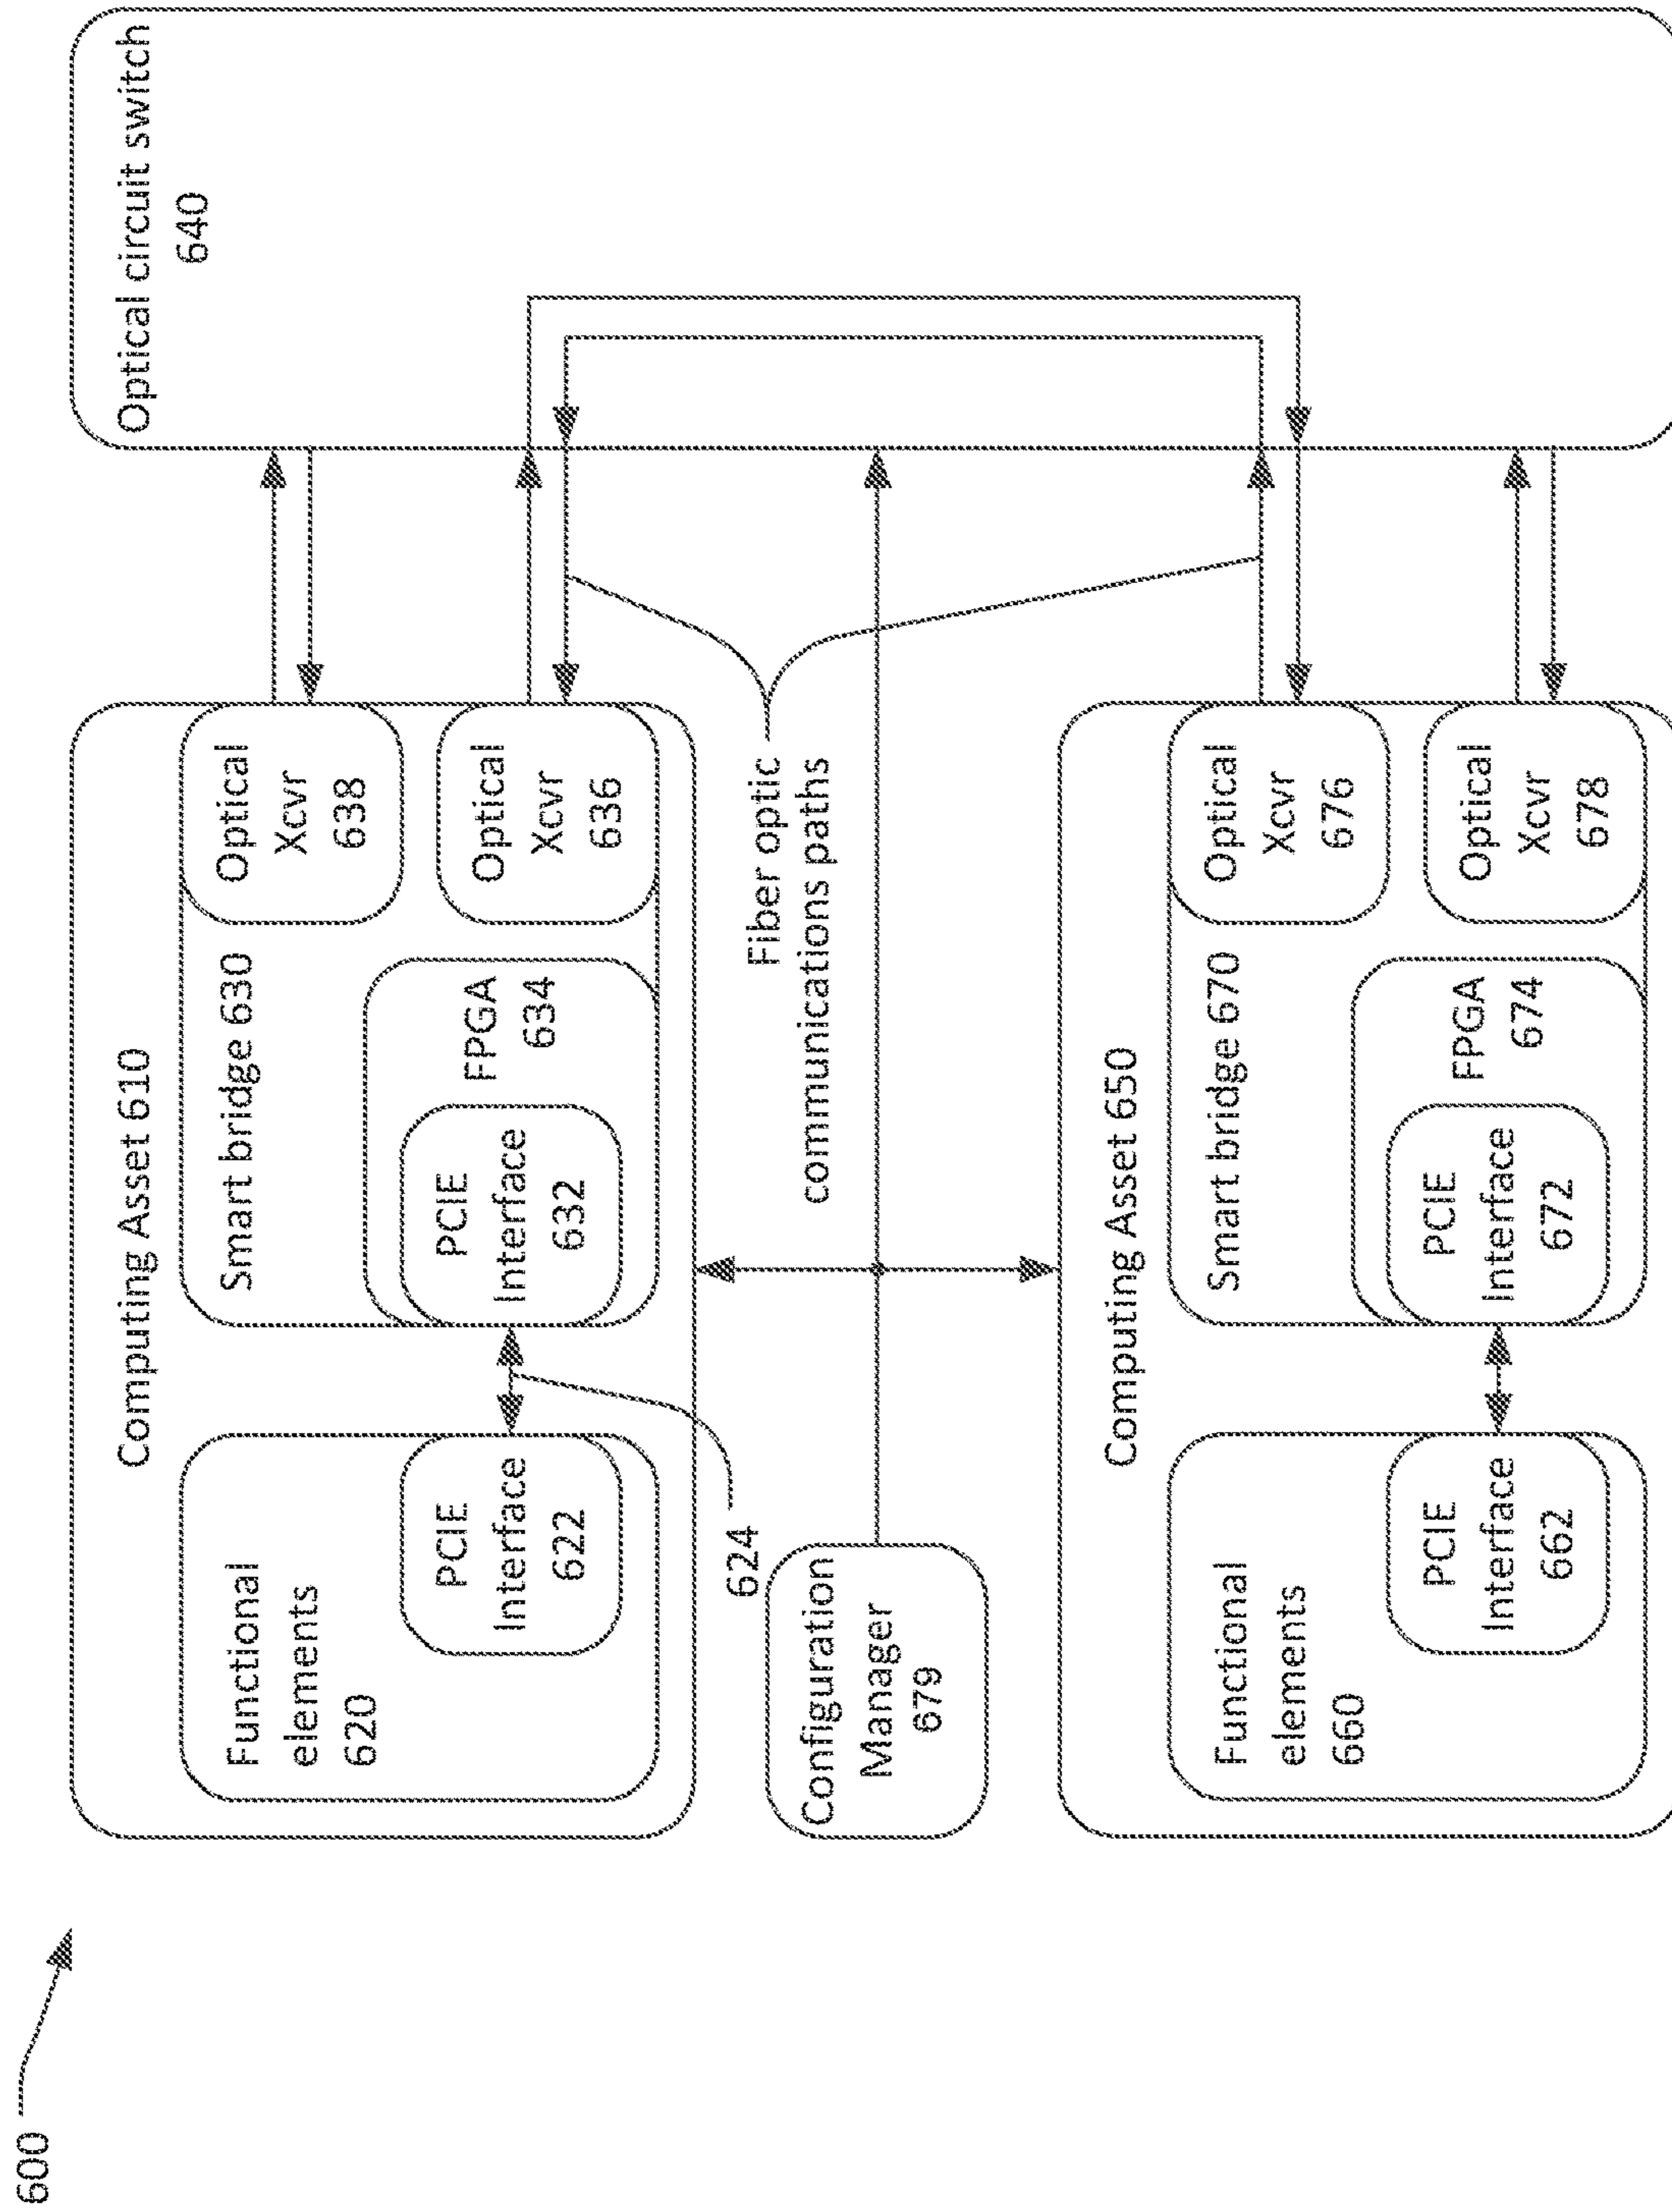 600
Computing Asset 610
Functional
elements
620
PCIE
Interface
622
Smart bridge 630
FPGA
634
PCIE
Interface
632
Optical
Xcvr
638
Optical
Xcvr
636
Optical circuit switch
640
624
Fiber optic
communications paths
Configuration
Manager
679
Computing Asset 650
Functional
elements
660
PCIE
Interface
662
Smart bridge 670
FPGA
674
PCIE
Interface
672
Optical
Xcvr
676
Optical
Xcvr
678